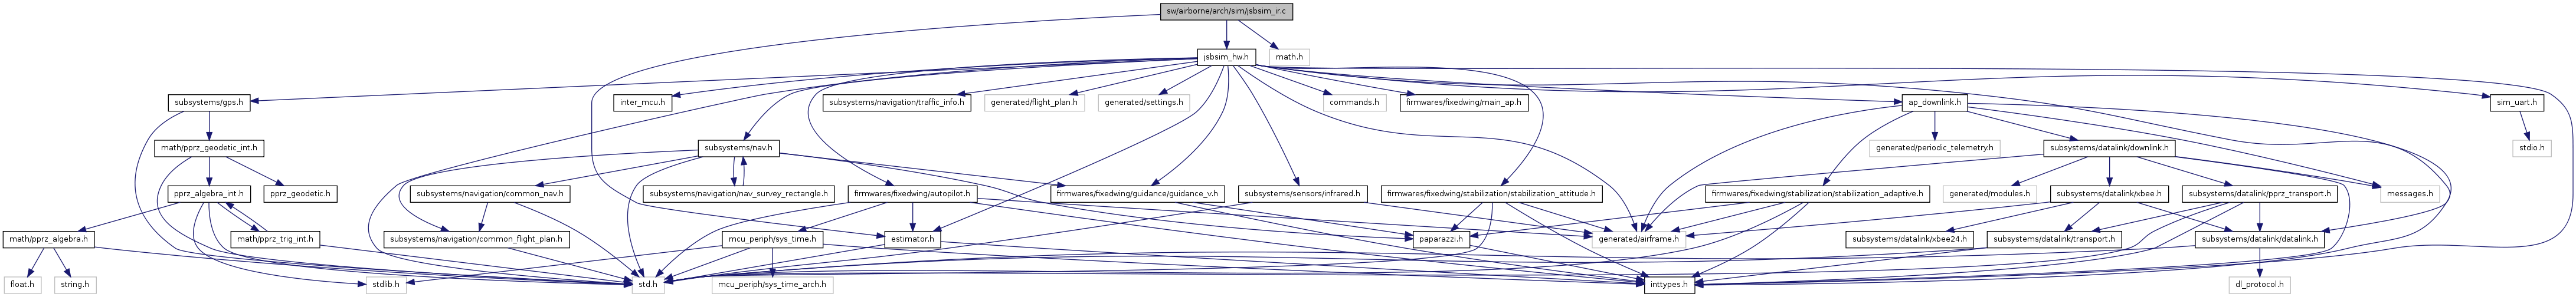 sw/airborne/arch/sim/jsbsim_ir.c
jsbsim_hw.h
math.h
subsystems/gps.h
inter_mcu.h
subsystems/navigation/traffic_info.h
generated/flight_plan.h
generated/settings.h
commands.h
firmwares/fixedwing/main_ap.h
ap_downlink.h
sim_uart.h
math/pprz_geodetic_int.h
subsystems/nav.h
generated/periodic_telemetry.h
subsystems/datalink/downlink.h
stdio.h
pprz_algebra_int.h
pprz_geodetic.h
subsystems/navigation/common_nav.h
subsystems/navigation/nav_survey_rectangle.h
firmwares/fixedwing/autopilot.h
firmwares/fixedwing/guidance/guidance_v.h
subsystems/sensors/infrared.h
firmwares/fixedwing/stabilization/stabilization_attitude.h
firmwares/fixedwing/stabilization/stabilization_adaptive.h
generated/modules.h
subsystems/datalink/xbee.h
subsystems/datalink/pprz_transport.h
messages.h
math/pprz_algebra.h
math/pprz_trig_int.h
subsystems/navigation/common_flight_plan.h
mcu_periph/sys_time.h
estimator.h
paparazzi.h
generated/airframe.h
subsystems/datalink/xbee24.h
subsystems/datalink/transport.h
subsystems/datalink/datalink.h
float.h
string.h
stdlib.h
std.h
mcu_periph/sys_time_arch.h
inttypes.h
dl_protocol.h